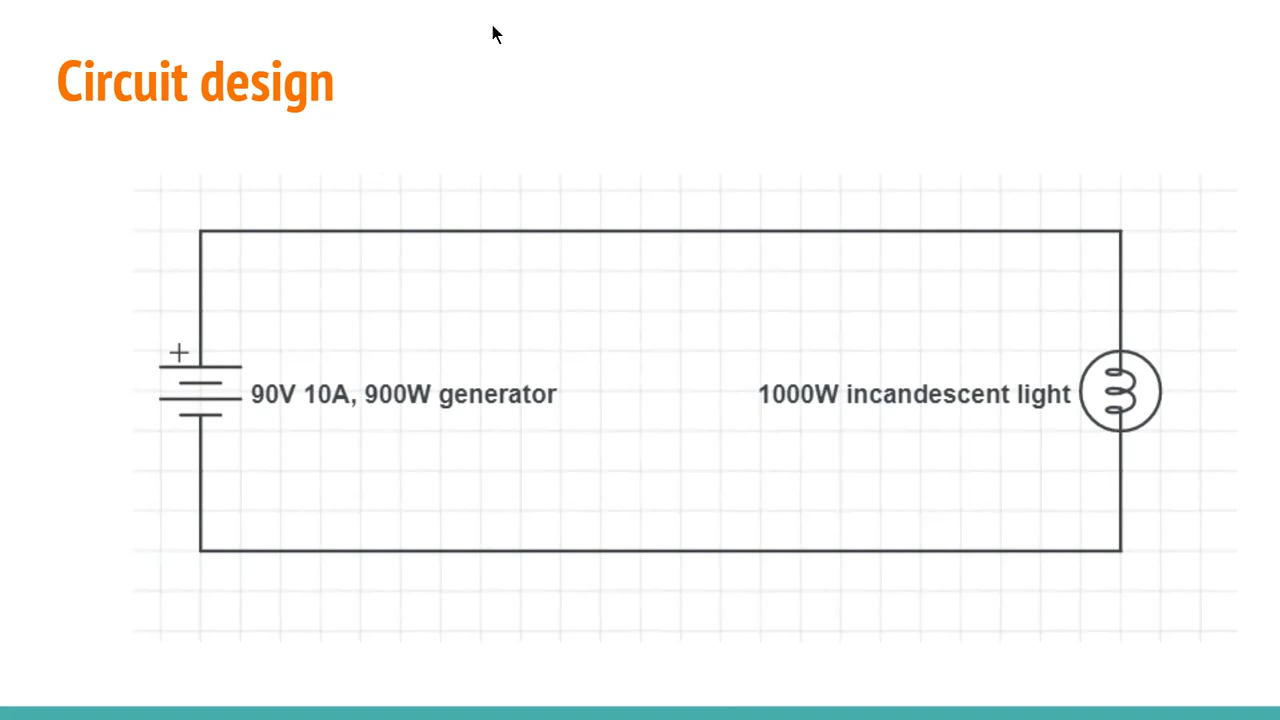 Circuit design
+
90V 10A, 900W generator
1000W incandescent light